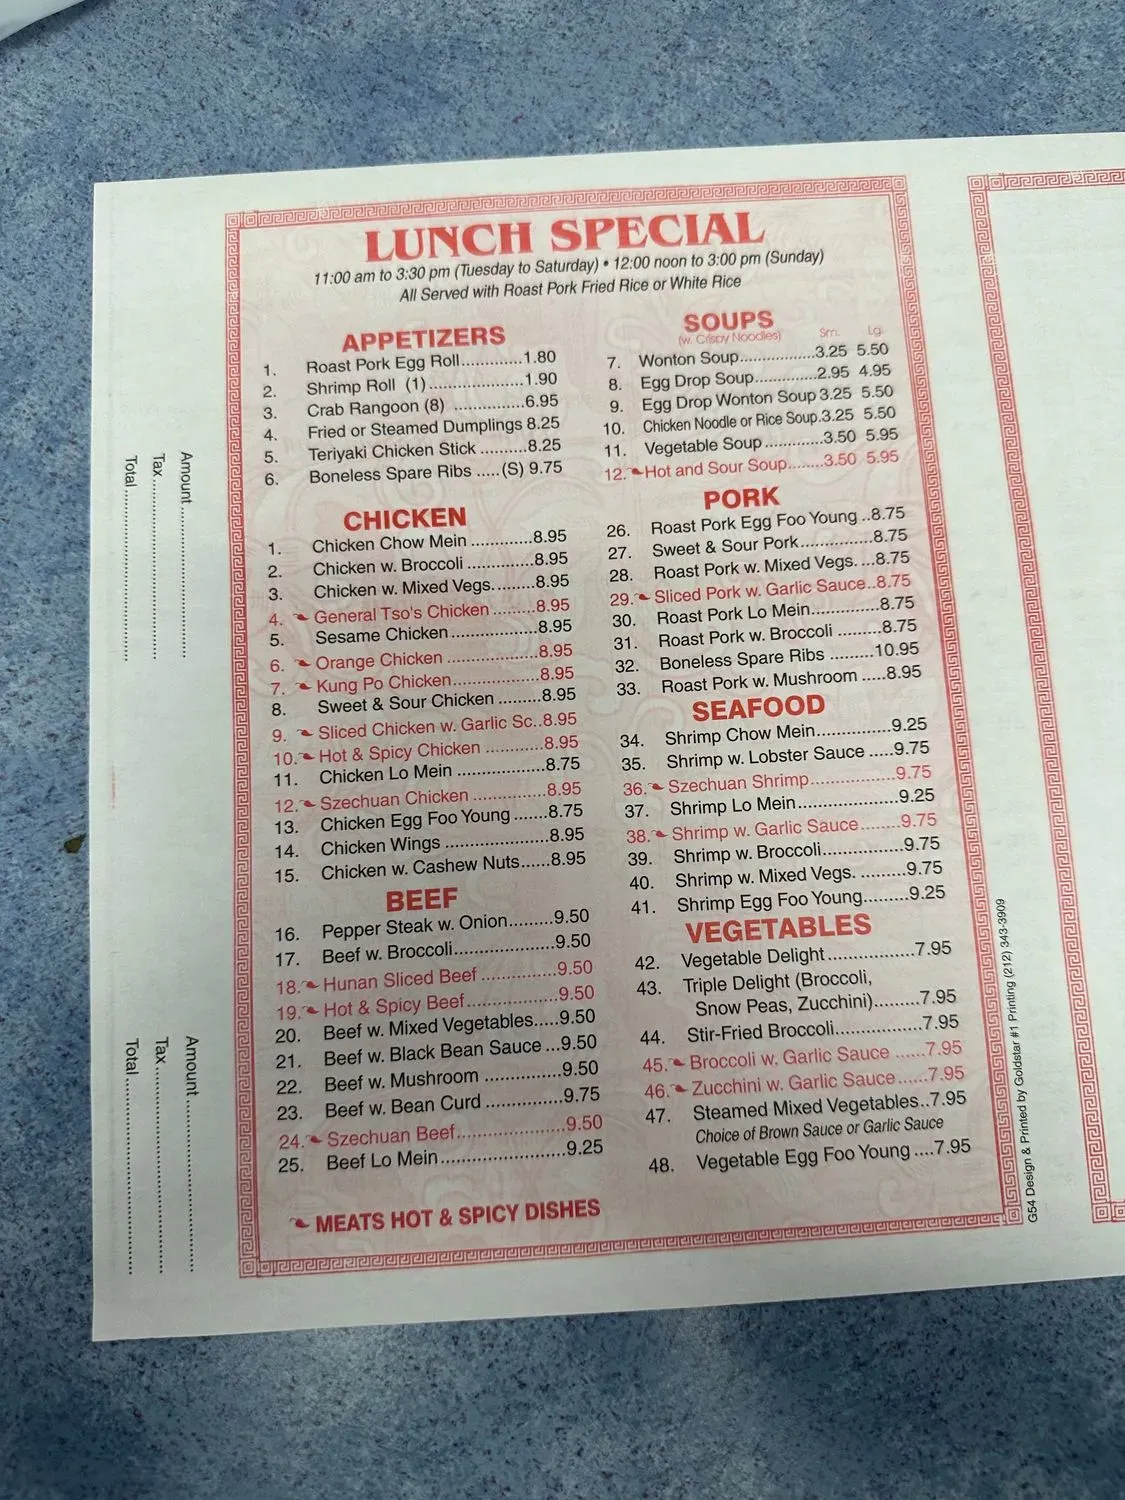 LUNCH SPECIAL
11:00 am to 3:30 pm (Tuesday to Saturday) • 12:00 noon to 3:00 pm (Sunday)
All Served with Roast Pork Fried Rice or White Rice
APPETIZERS
1. Roast Pork Egg Roll............1.80
2. Shrimp Roll (1)...................1.90
3. Crab Rangoon (8) ..............6.95
4. Fried or Steamed Dumplings 8.25
5. Teriyaki Chicken Stick .........8.25
6. Boneless Spare Ribs .....(S) 9.75
CHICKEN
1. Chicken Chow Mein ............8.95
2. Chicken w. Broccoli .............8.95
3. Chicken w. Mixed Vegs.........8.95
4. General Tso's Chicken .........8.95
5. Sesame Chicken..................8.95
6. Orange Chicken ..................8.95
7. Kung Po Chicken.................8.95
8. Sweet & Sour Chicken .........8.95
9. Sliced Chicken w. Garlic Sc..8.95
10. Hot & Spicy Chicken ............8.95
11. Chicken Lo Mein ..................8.75
12. Szechuan Chicken ...............8.95
13. Chicken Egg Foo Young .......8.75
14. Chicken Wings .....................8.95
15. Chicken w. Cashew Nuts......8.95
BEEF
16. Pepper Steak w. Onion.........9.50
17. Beef w. Broccoli....................9.50
18. Hunan Sliced Beef ...............9.50
19. Hot & Spicy Beef..................9.50
20. Beef w. Mixed Vegetables.....9.50
21. Beef w. Black Bean Sauce ...9.50
22. Beef w. Mushroom ...............9.50
23. Beef w. Bean Curd ...............9.75
24. Szechuan Beef.....................9.50
25. Beef Lo Mein........................9.25
MEATS HOT & SPICY DISHES
SOUPS
(w. Crispy Noodles) Sm. Lg.
7. Wonton Soup...............3.25 5.50
8. Egg Drop Soup.............2.95 4.95
9. Egg Drop Wonton Soup 3.25 5.50
10. Chicken Noodle or Rice Soup.3.25 5.50
11. Vegetable Soup ............3.50 5.95
12. Hot and Sour Soup........3.50 5.95
PORK
26. Roast Pork Egg Foo Young ..8.75
27. Sweet & Sour Pork...............8.75
28. Roast Pork w. Mixed Vegs. ...8.75
29. Sliced Pork w. Garlic Sauce..8.75
30. Roast Pork Lo Mein..............8.75
31. Roast Pork w. Broccoli .........8.75
32. Boneless Spare Ribs .........10.95
33. Roast Pork w. Mushroom .....8.95
SEAFOOD
34. Shrimp Chow Mein...............9.25
35. Shrimp w. Lobster Sauce .....9.75
36. Szechuan Shrimp.................9.75
37. Shrimp Lo Mein....................9.25
38. Shrimp w. Garlic Sauce........9.75
39. Shrimp w. Broccoli................9.75
40. Shrimp w. Mixed Vegs. .........9.75
41. Shrimp Egg Foo Young.........9.25
VEGETABLES
42. Vegetable Delight.................7.95
43. Triple Delight (Broccoli,
Snow Peas, Zucchini).........7.95
44. Stir-Fried Broccoli.................7.95
45. Broccoli w. Garlic Sauce ......7.95
46. Zucchini w. Garlic Sauce......7.95
47. Steamed Mixed Vegetables..7.95
Choice of Brown Sauce or Garlic Sauce
48. Vegetable Egg Foo Young ....7.95
G54 Design & Printed by Goldstar #1 Printing (212) 343-3909
Amount
Tax
Total
Amount
Tax
Total